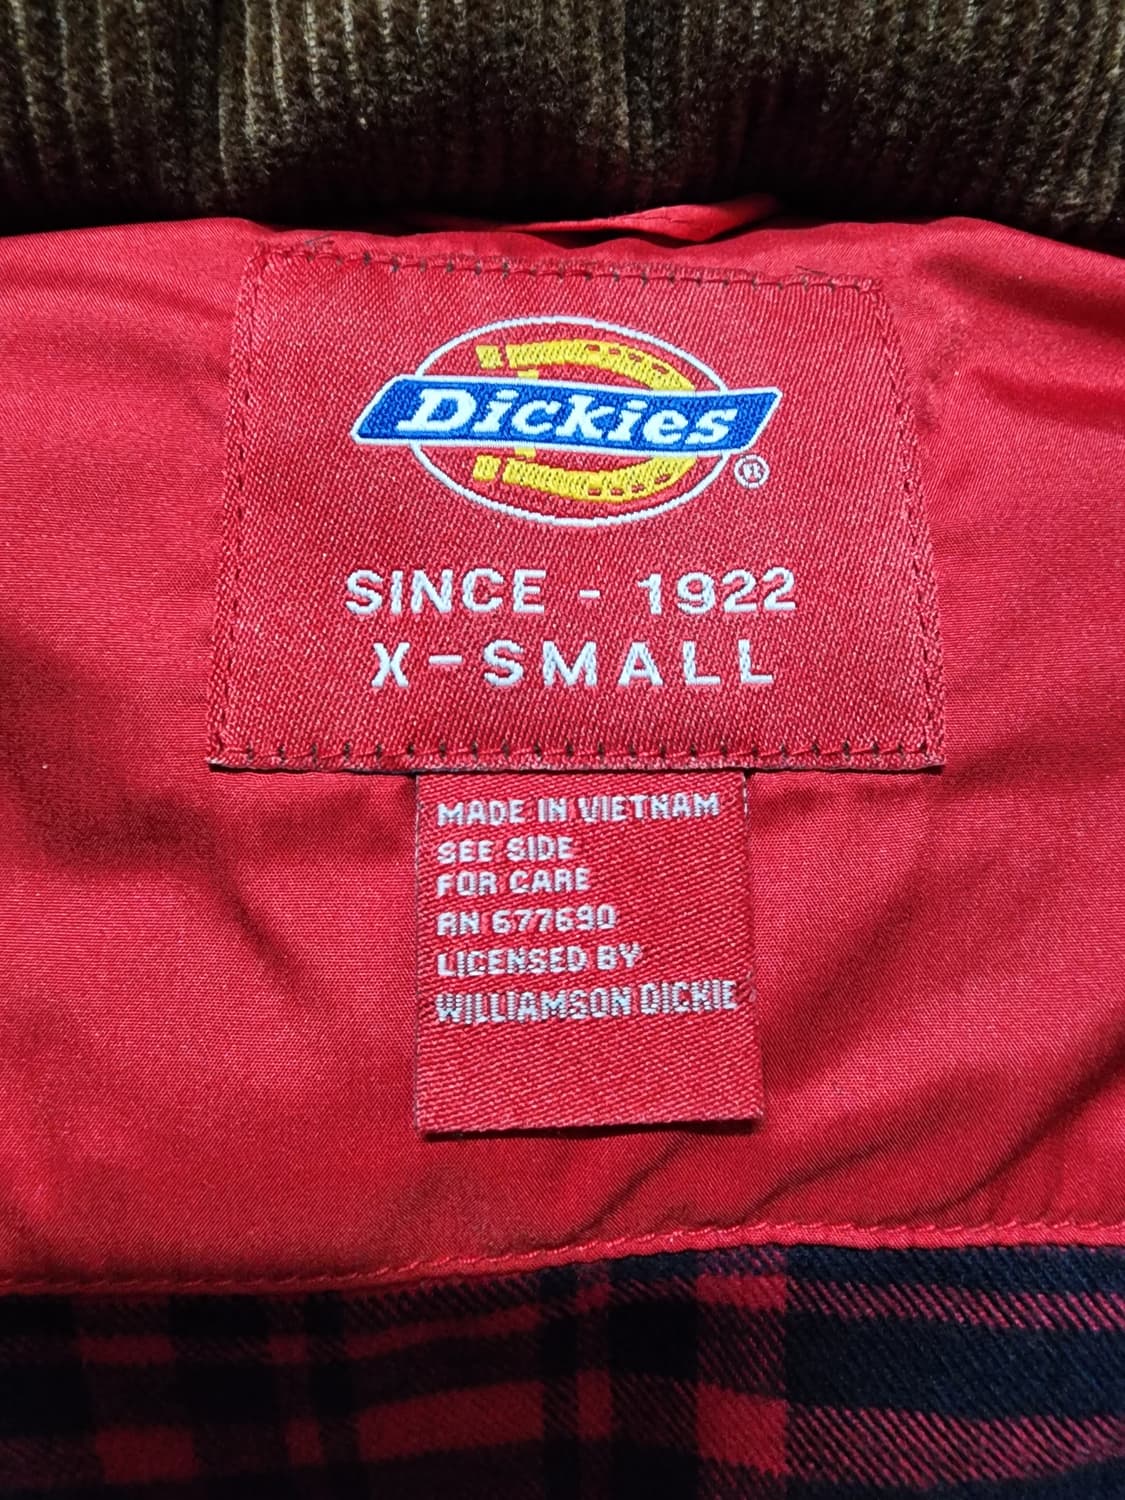 Dickies®
SINCE - 1922
X-SMALL
MADE IN VIETNAM
SEE SIDE
FOR CARE
RN 677690
LICENSED BY
WILLIAMSON DICKIE